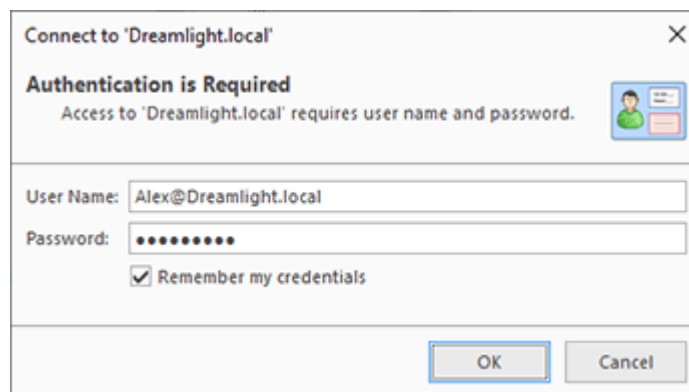 Connect to 'Dreamlight.local'
Authentication is Required
Access to 'Dreamlight.local' requires user name and password.
User Name: Alex@Dreamlight.local
Password: •••••••••
Remember my credentials
OK Cancel